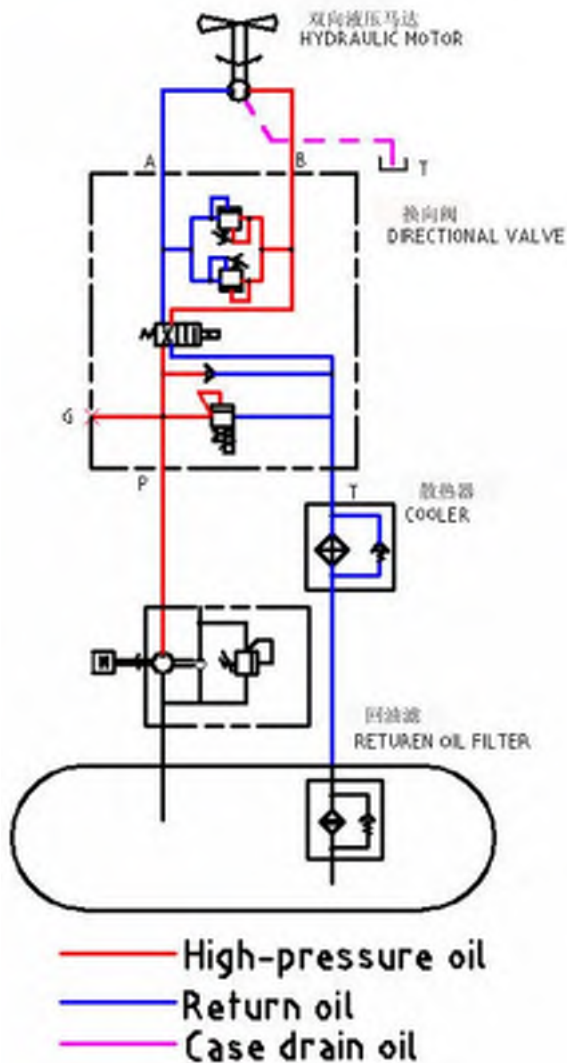 双向液压马达
HYDRAULIC MOTOR
A
B
T
换向阀
DIRECTIONAL VALVE
G
P
T
散热器
COOLER
M
回油滤
RETUREN OIL FILTER
High-pressure oil
Return oil
Case drain oil